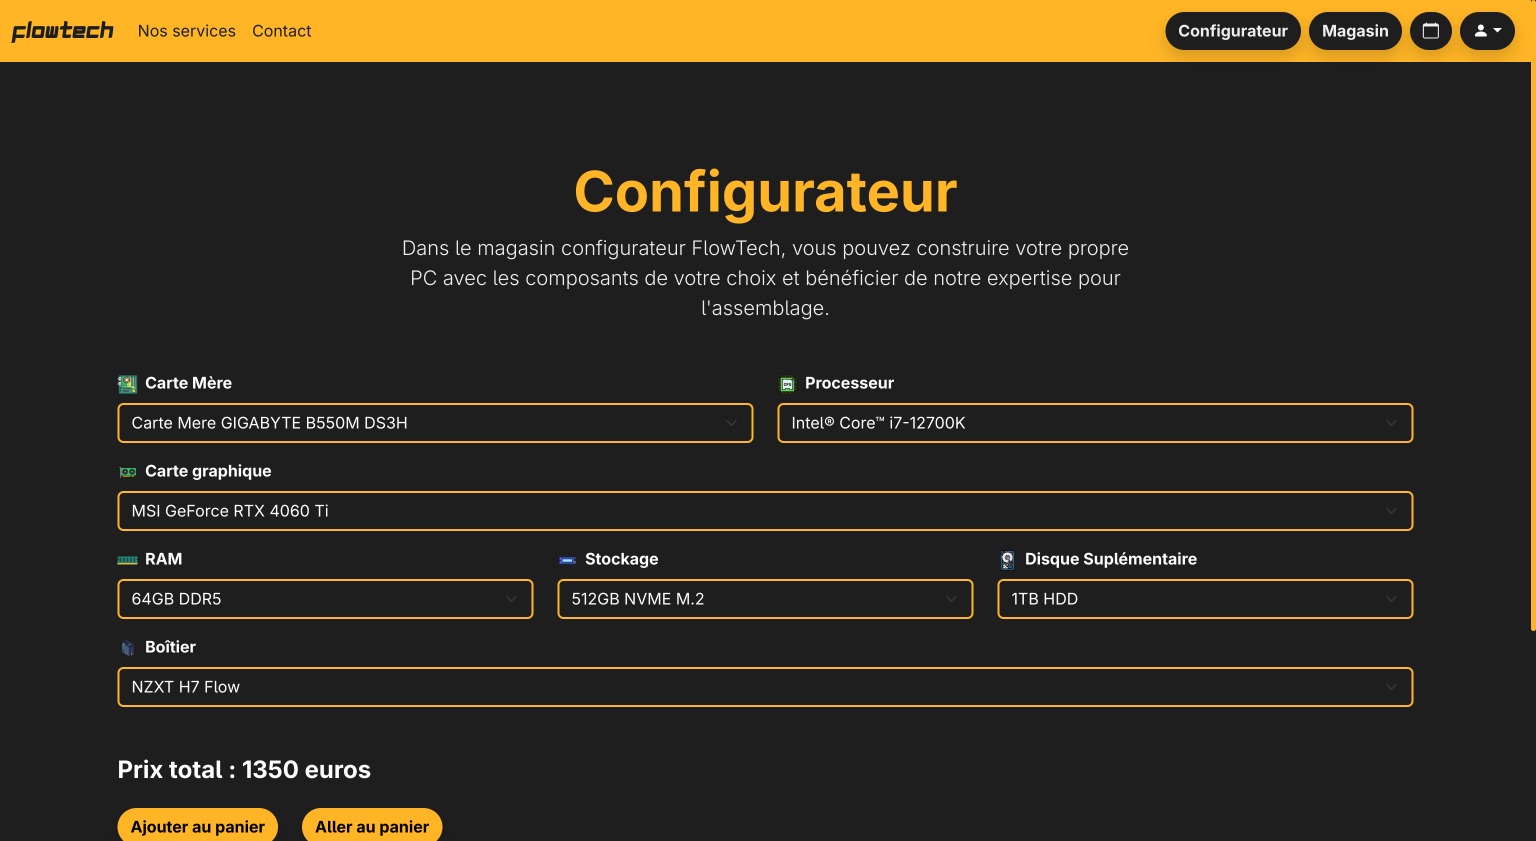 flowtech
Nos services
Contact
Configurateur
Magasin
Configurateur
Dans le magasin configurateur FlowTech, vous pouvez construire votre propre
PC avec les composants de votre choix et bénéficier de notre expertise pour
l'assemblage.
Carte Mère
Processeur
Carte Mere GIGABYTE B550M DS3H
Intel® Core™ i7-12700K
Carte graphique
MSI GeForce RTX 4060 Ti
RAM
Stockage
Disque Suplémentaire
64GB DDR5
512GB NVME M.2
1TB HDD
Boîtier
NZXT H7 Flow
Prix total : 1350 euros
Ajouter au panier
Aller au panier